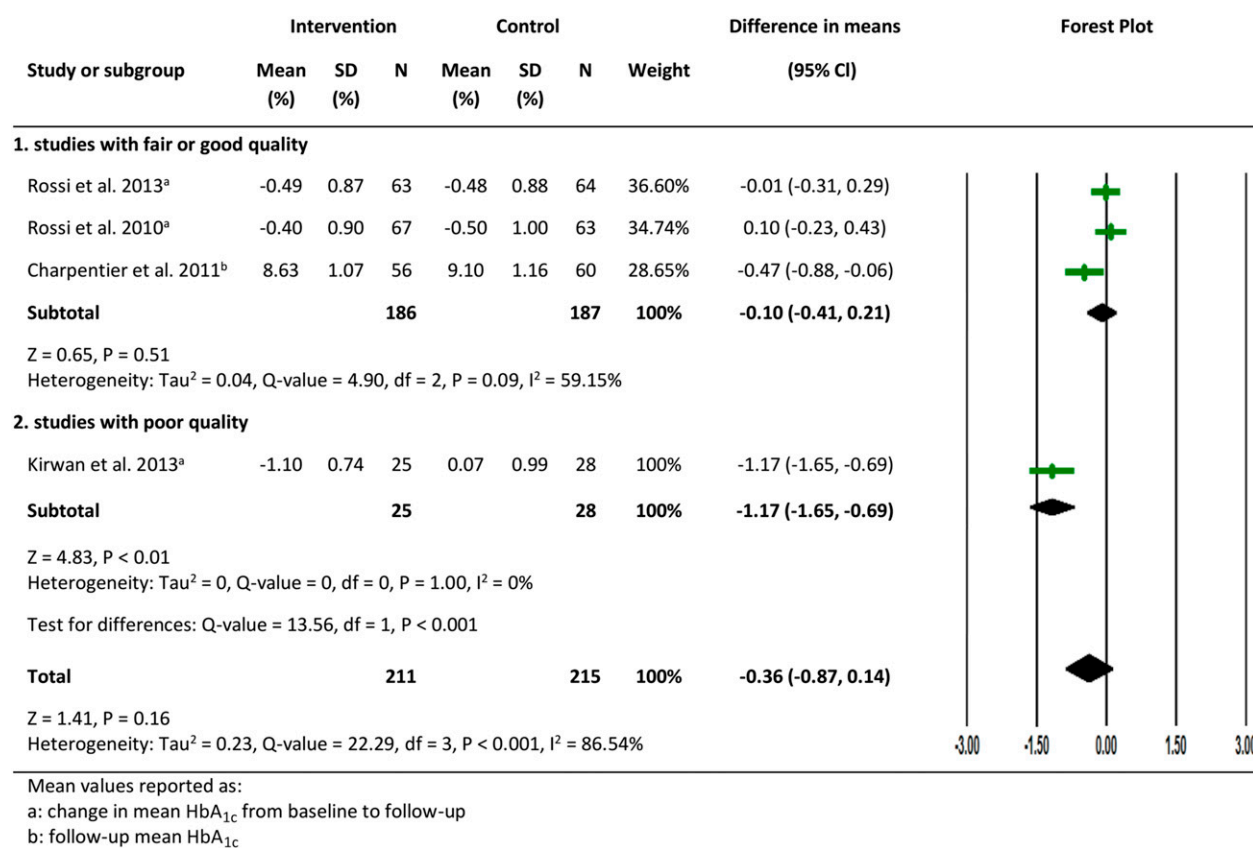 Intervention Control Difference in means Forest Plot
Study or subgroup Mean SD N Mean SD N Weight (95% CI)
(%) (%) (%) (%)
1. studies with fair or good quality
Rossi et al. 2013ᵃ -0.49 0.87 63 -0.48 0.88 64 36.60% -0.01 (-0.31, 0.29)
Rossi et al. 2010ᵃ -0.40 0.90 67 -0.50 1.00 63 34.74% 0.10 (-0.23, 0.43)
Charpentier et al. 2011ᵇ 8.63 1.07 56 9.10 1.16 60 28.65% -0.47 (-0.88, -0.06)
Subtotal 186 187 100% -0.10 (-0.41, 0.21)
Z = 0.65, P = 0.51
Heterogeneity: Tau² = 0.04, Q-value = 4.90, df = 2, P = 0.09, I² = 59.15%
2. studies with poor quality
Kirwan et al. 2013ᵃ -1.10 0.74 25 0.07 0.99 28 100% -1.17 (-1.65, -0.69)
Subtotal 25 28 100% -1.17 (-1.65, -0.69)
Z = 4.83, P < 0.01
Heterogeneity: Tau² = 0, Q-value = 0, df = 0, P = 1.00, I² = 0%
Test for differences: Q-value = 13.56, df = 1, P < 0.001
Total 211 215 100% -0.36 (-0.87, 0.14)
Z = 1.41, P = 0.16
Heterogeneity: Tau² = 0.23, Q-value = 22.29, df = 3, P < 0.001, I² = 86.54%
-3.00 -1.50 0.00 1.50 3.00
Mean values reported as:
a: change in mean HbA₁c from baseline to follow-up
b: follow-up mean HbA₁c